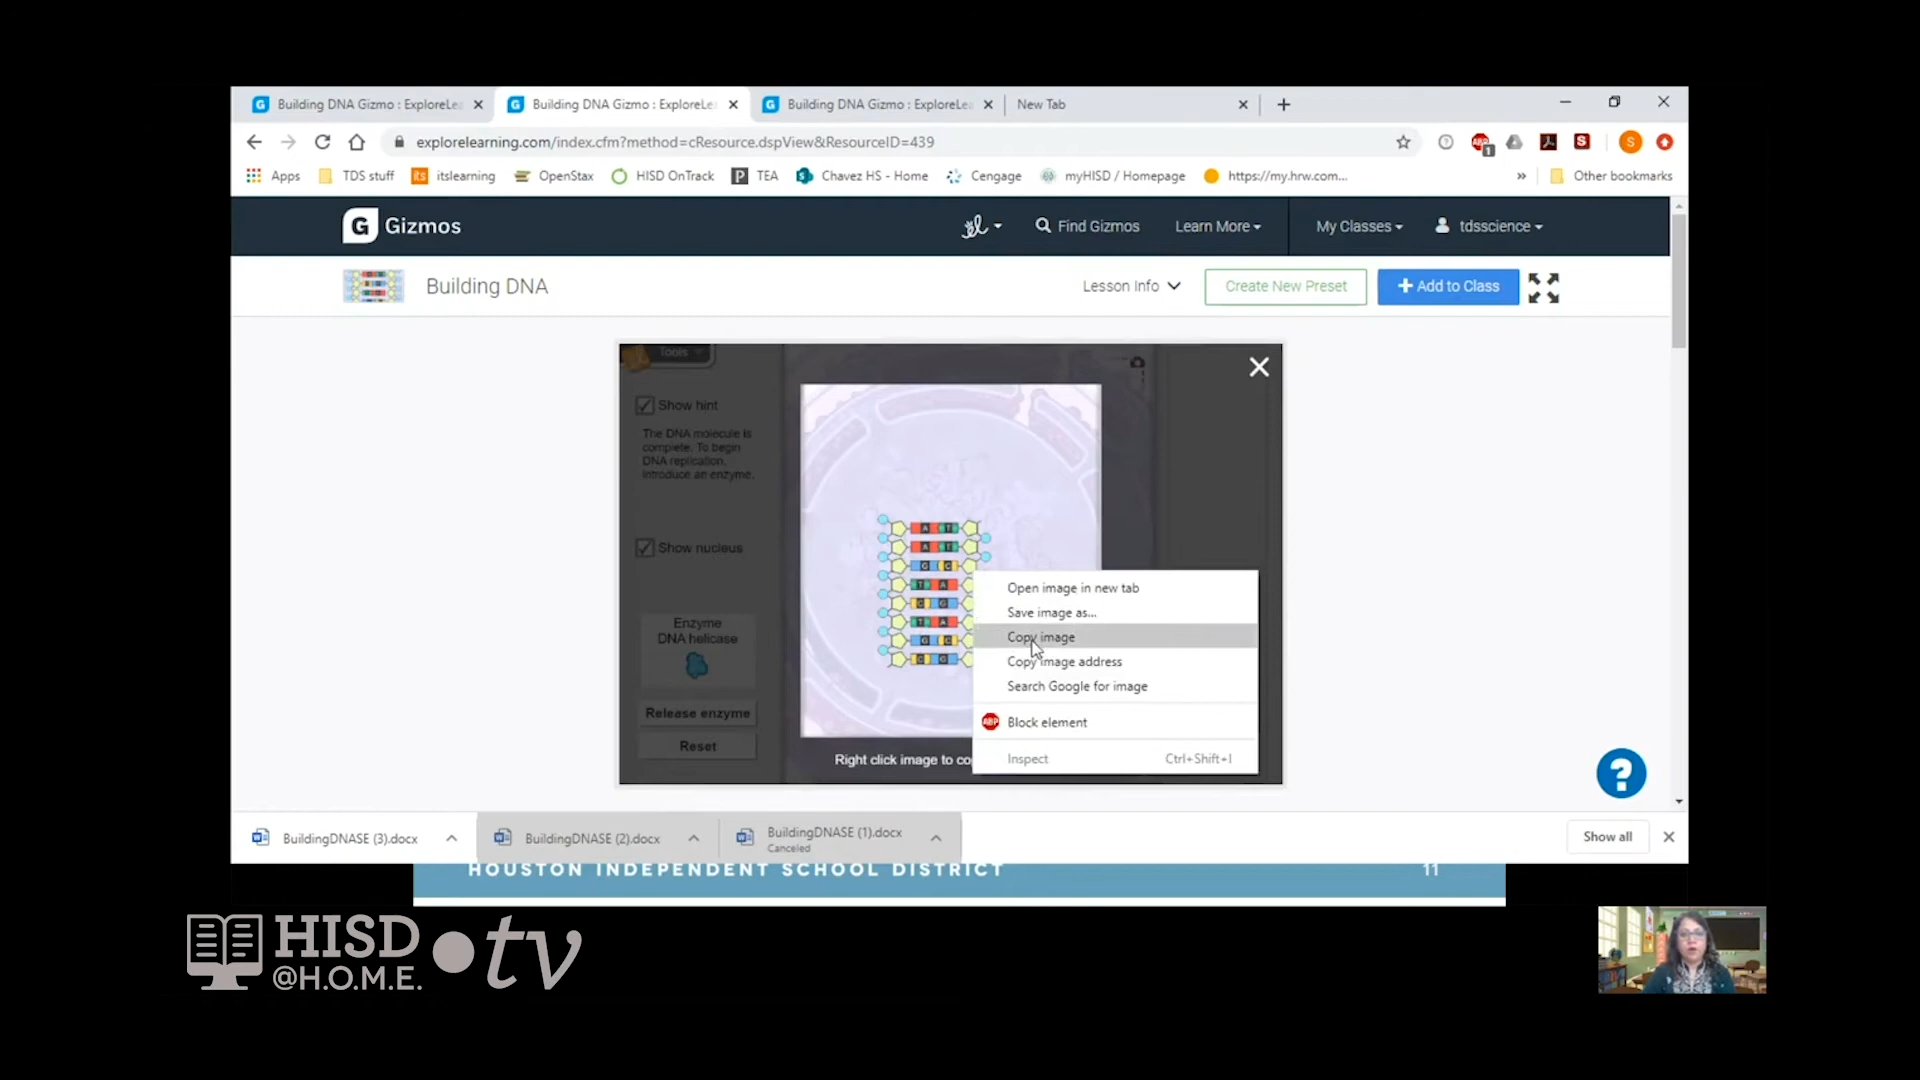 Building DNA Gizmo : ExploreLe
Building DNA Gizmo : ExploreLe
Building DNA Gizmo : ExploreLe
New Tab
explorelearning.com/index.cfm?method=cResource.dspView&ResourceID=439
Apps TDS stuff its itslearning OpenStax HISD OnTrack P TEA Chavez HS - Home Cengage myHISD / Homepage https://my.hrw.com... » Other bookmarks
G Gizmos
Find Gizmos Learn More My Classes tdsscience
Building DNA
Lesson Info Create New Preset + Add to Class
Tools
Show hint
The DNA molecule is
complete. To begin
DNA replication,
introduce an enzyme.
Show nucleus
Enzyme
DNA helicase
Release enzyme
Reset
A T
A T
G C
T A
C G
T A
G C
C G
Right click image to co
Open image in new tab
Save image as...
Copy image
Copy image address
Search Google for image
ABP Block element
Inspect Ctrl+Shift+I
?
BuildingDNASE (3).docx
BuildingDNASE (2).docx
BuildingDNASE (1).docx
Canceled
Show all
HOUSTON INDEPENDENT SCHOOL DISTRICT 11
HISD
@H.O.M.E.
tv